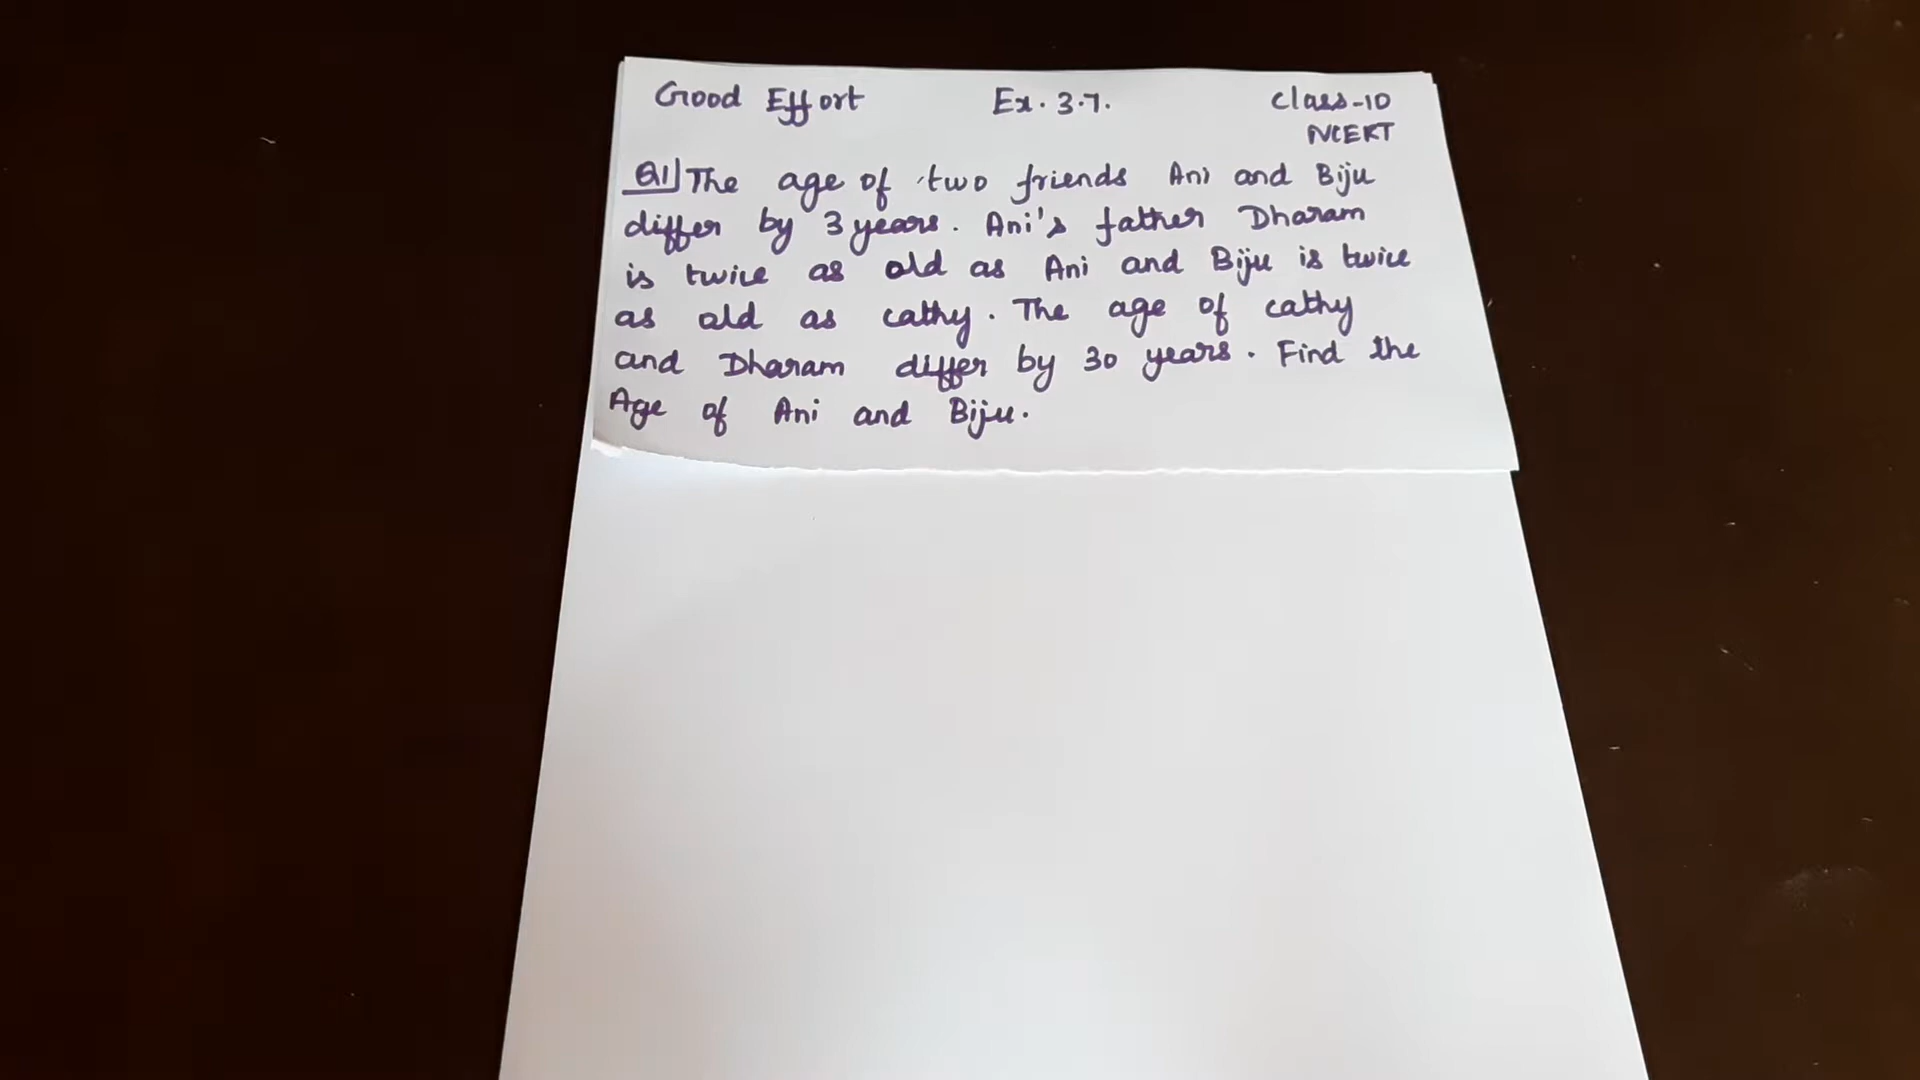 Good Effort Ex. 3.7. Class-10
NCERT
Q1 The age of two friends Ani and Biju
differ by 3 years. Ani's father Dharam
is twice as old as Ani and Biju is twice
as old as cathy. The age of cathy
and Dharam differ by 30 years. Find the
Age of Ani and Biju.